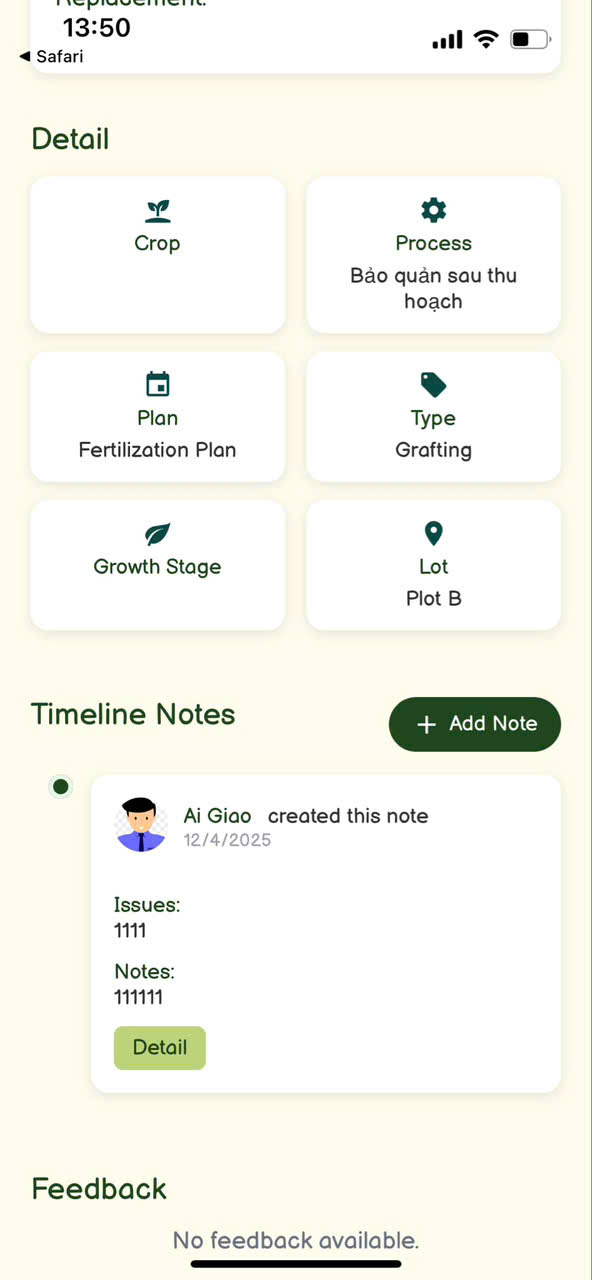 Replacement:
13:50
◀ Safari
Detail
Crop
Process
Bảo quản sau thu
hoạch
Plan
Fertilization Plan
Type
Grafting
Growth Stage
Lot
Plot B
Timeline Notes
+ Add Note
Ai Giao created this note
12/4/2025
Issues:
1111
Notes:
111111
Detail
Feedback
No feedback available.